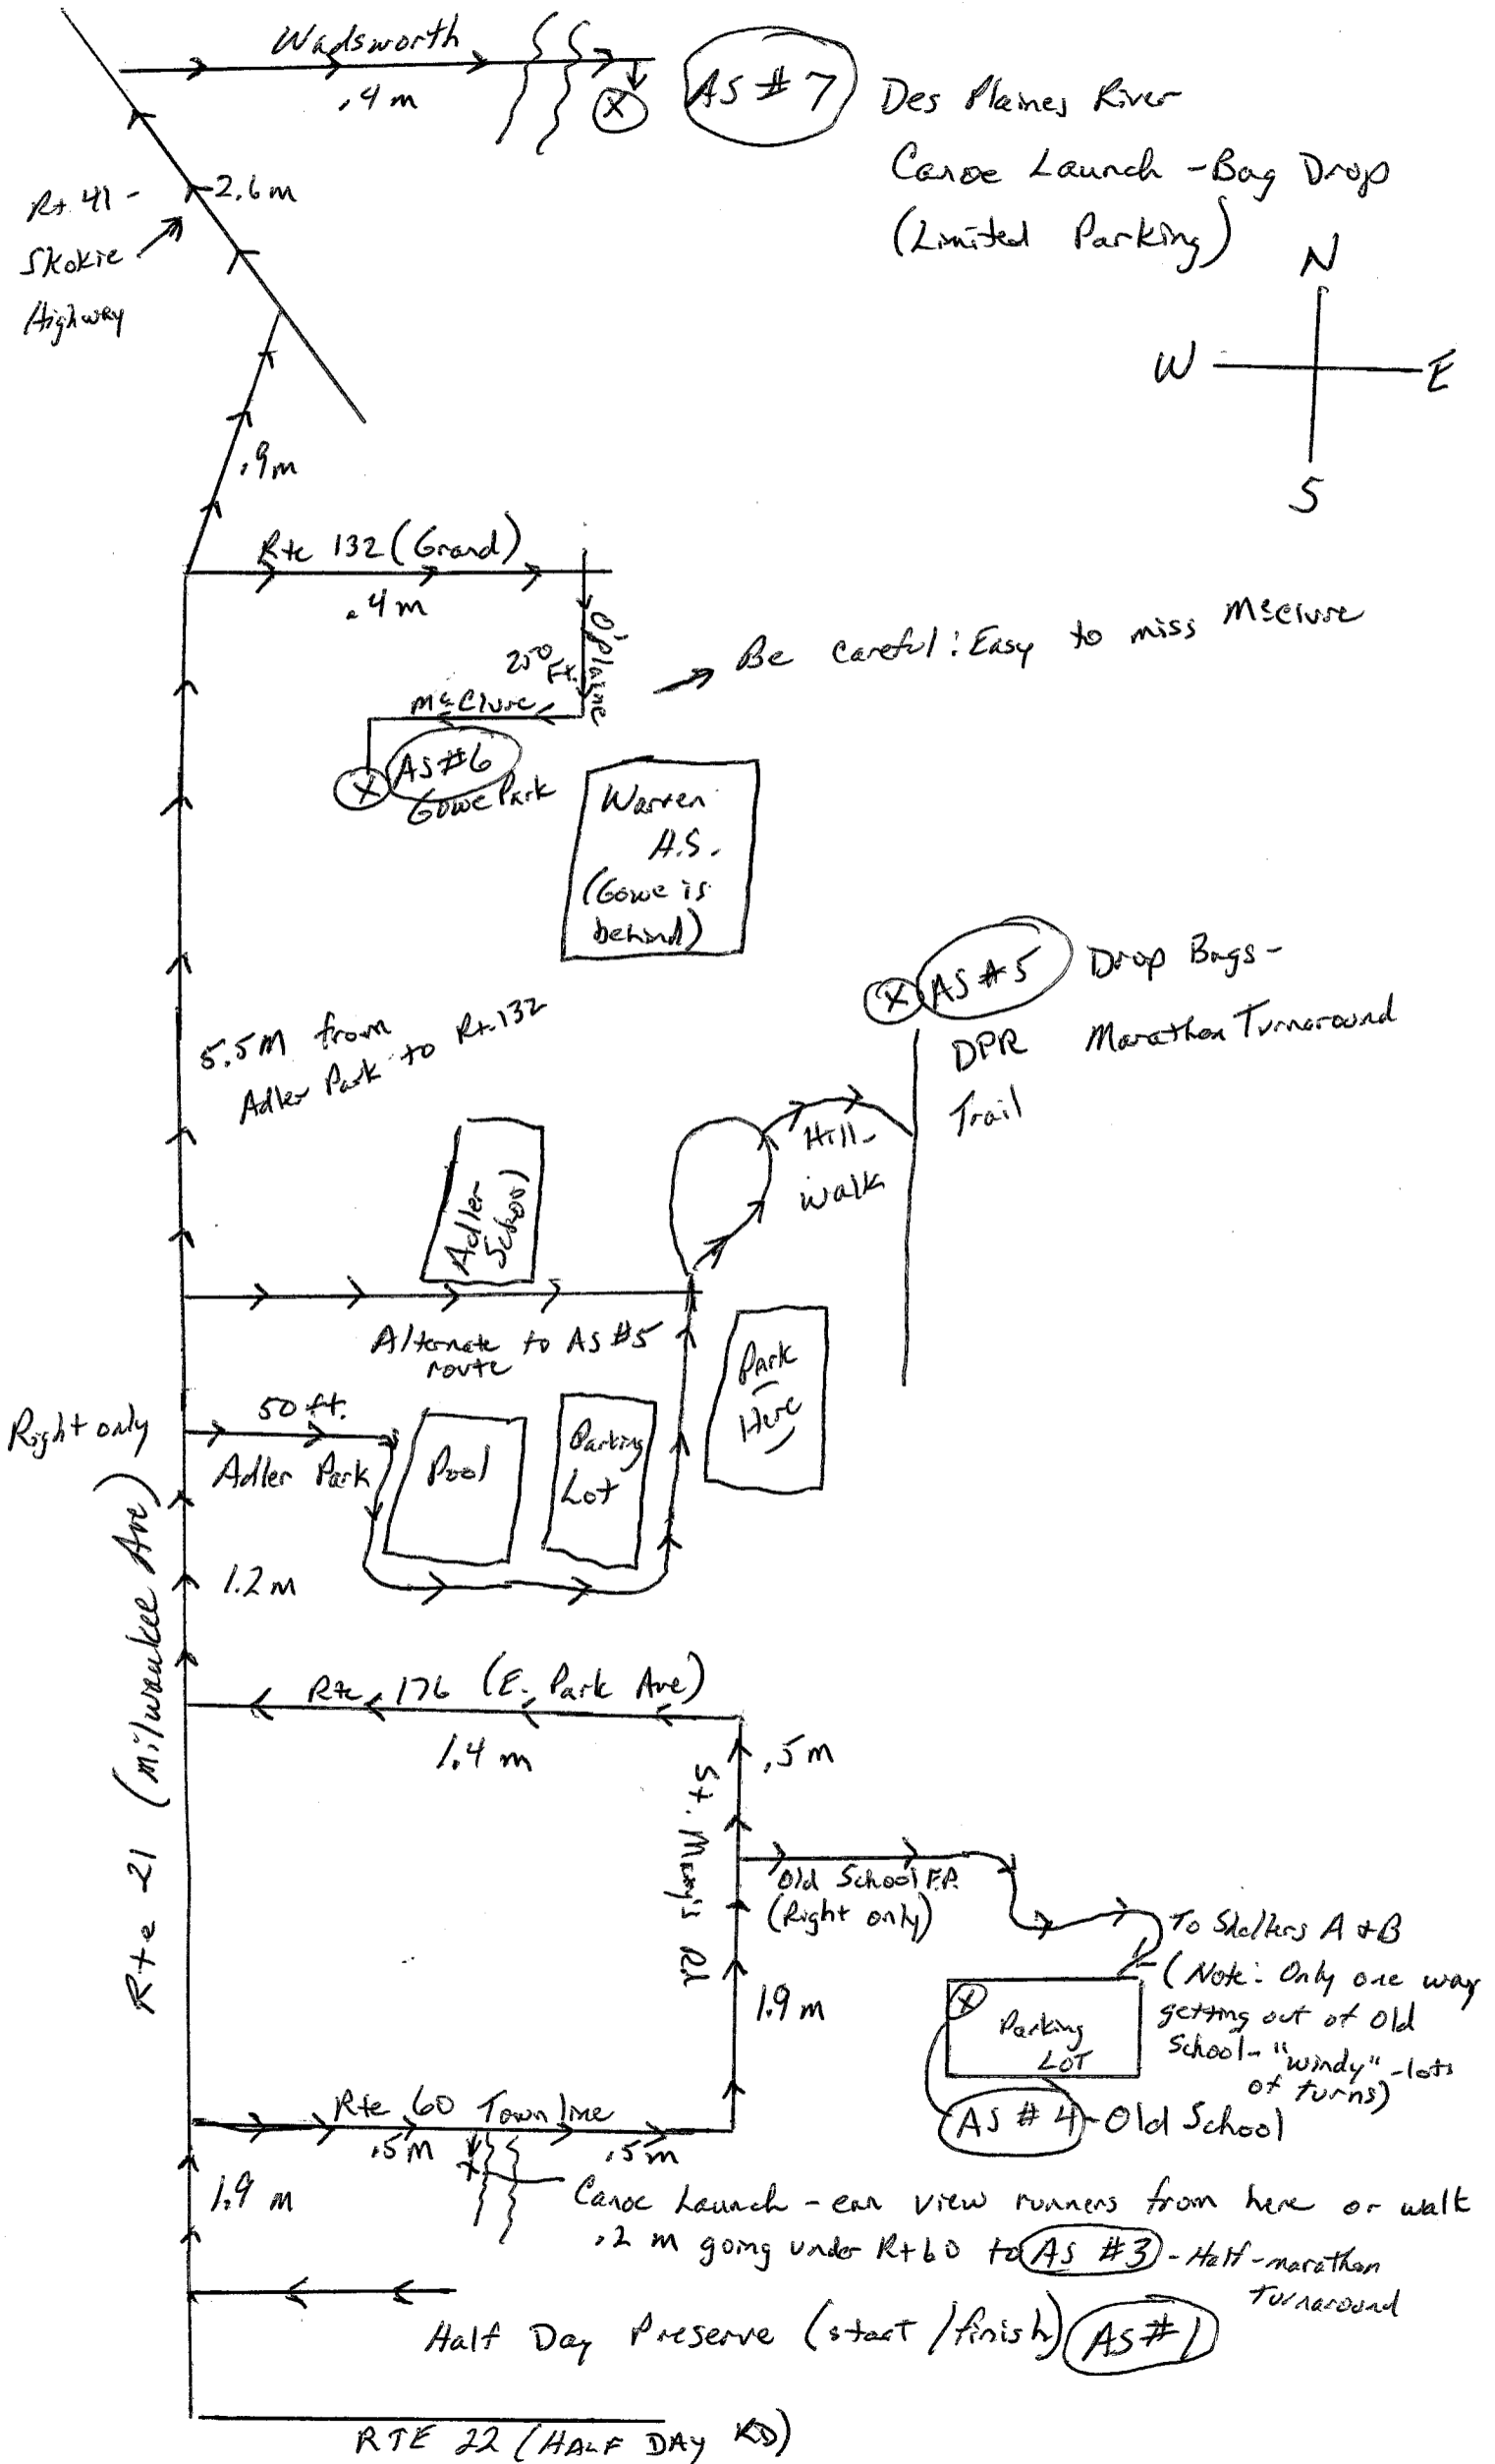 Wadsworth
.4 m
X
AS #7
Des Plaines River
Canoe Launch - Bag Drop
(Limited Parking)
Rt. 41 -
Skokie
Highway
2.6 m
N
W
E
S
.9m
Rte 132 (Grand)
.4 m
O'Plaine
250
Ft.
McClure
Be Careful: Easy to miss McClure
X
AS #6
Gowe Park
Warren
H.S.
(Gowe is
behind)
X
AS #5
Drop Bags -
Marathon Turnaround
DPR
Trail
5.5M from
Adler Park to Rt. 132
Hill -
walk
Adler
School
Alternate to AS #5
route
Park
Here
Right only
50 ft.
Adler Park
Pool
Parking
Lot
1.2 m
Rte 21 (Milwaukee Ave)
Rte. 176 (E. Park Ave)
1.4 m
.5 m
St. Mary's Rd
Old School F.P.
(Right only)
To Shelters A + B
(Note: Only one way
getting out of Old
School - "windy" - lots
of turns)
X
Parking
LOT
1.9 m
AS #4 - Old School
Rte 60 Townline
.5m
.5m
x
1.9 m
Canoe Launch - can view runners from here or walk
.2 m going under Rt 60 to AS #3 - Half-marathon
turnaround
Half Day Preserve (start / finish) AS #1
RTE 22 (HALF DAY RD)